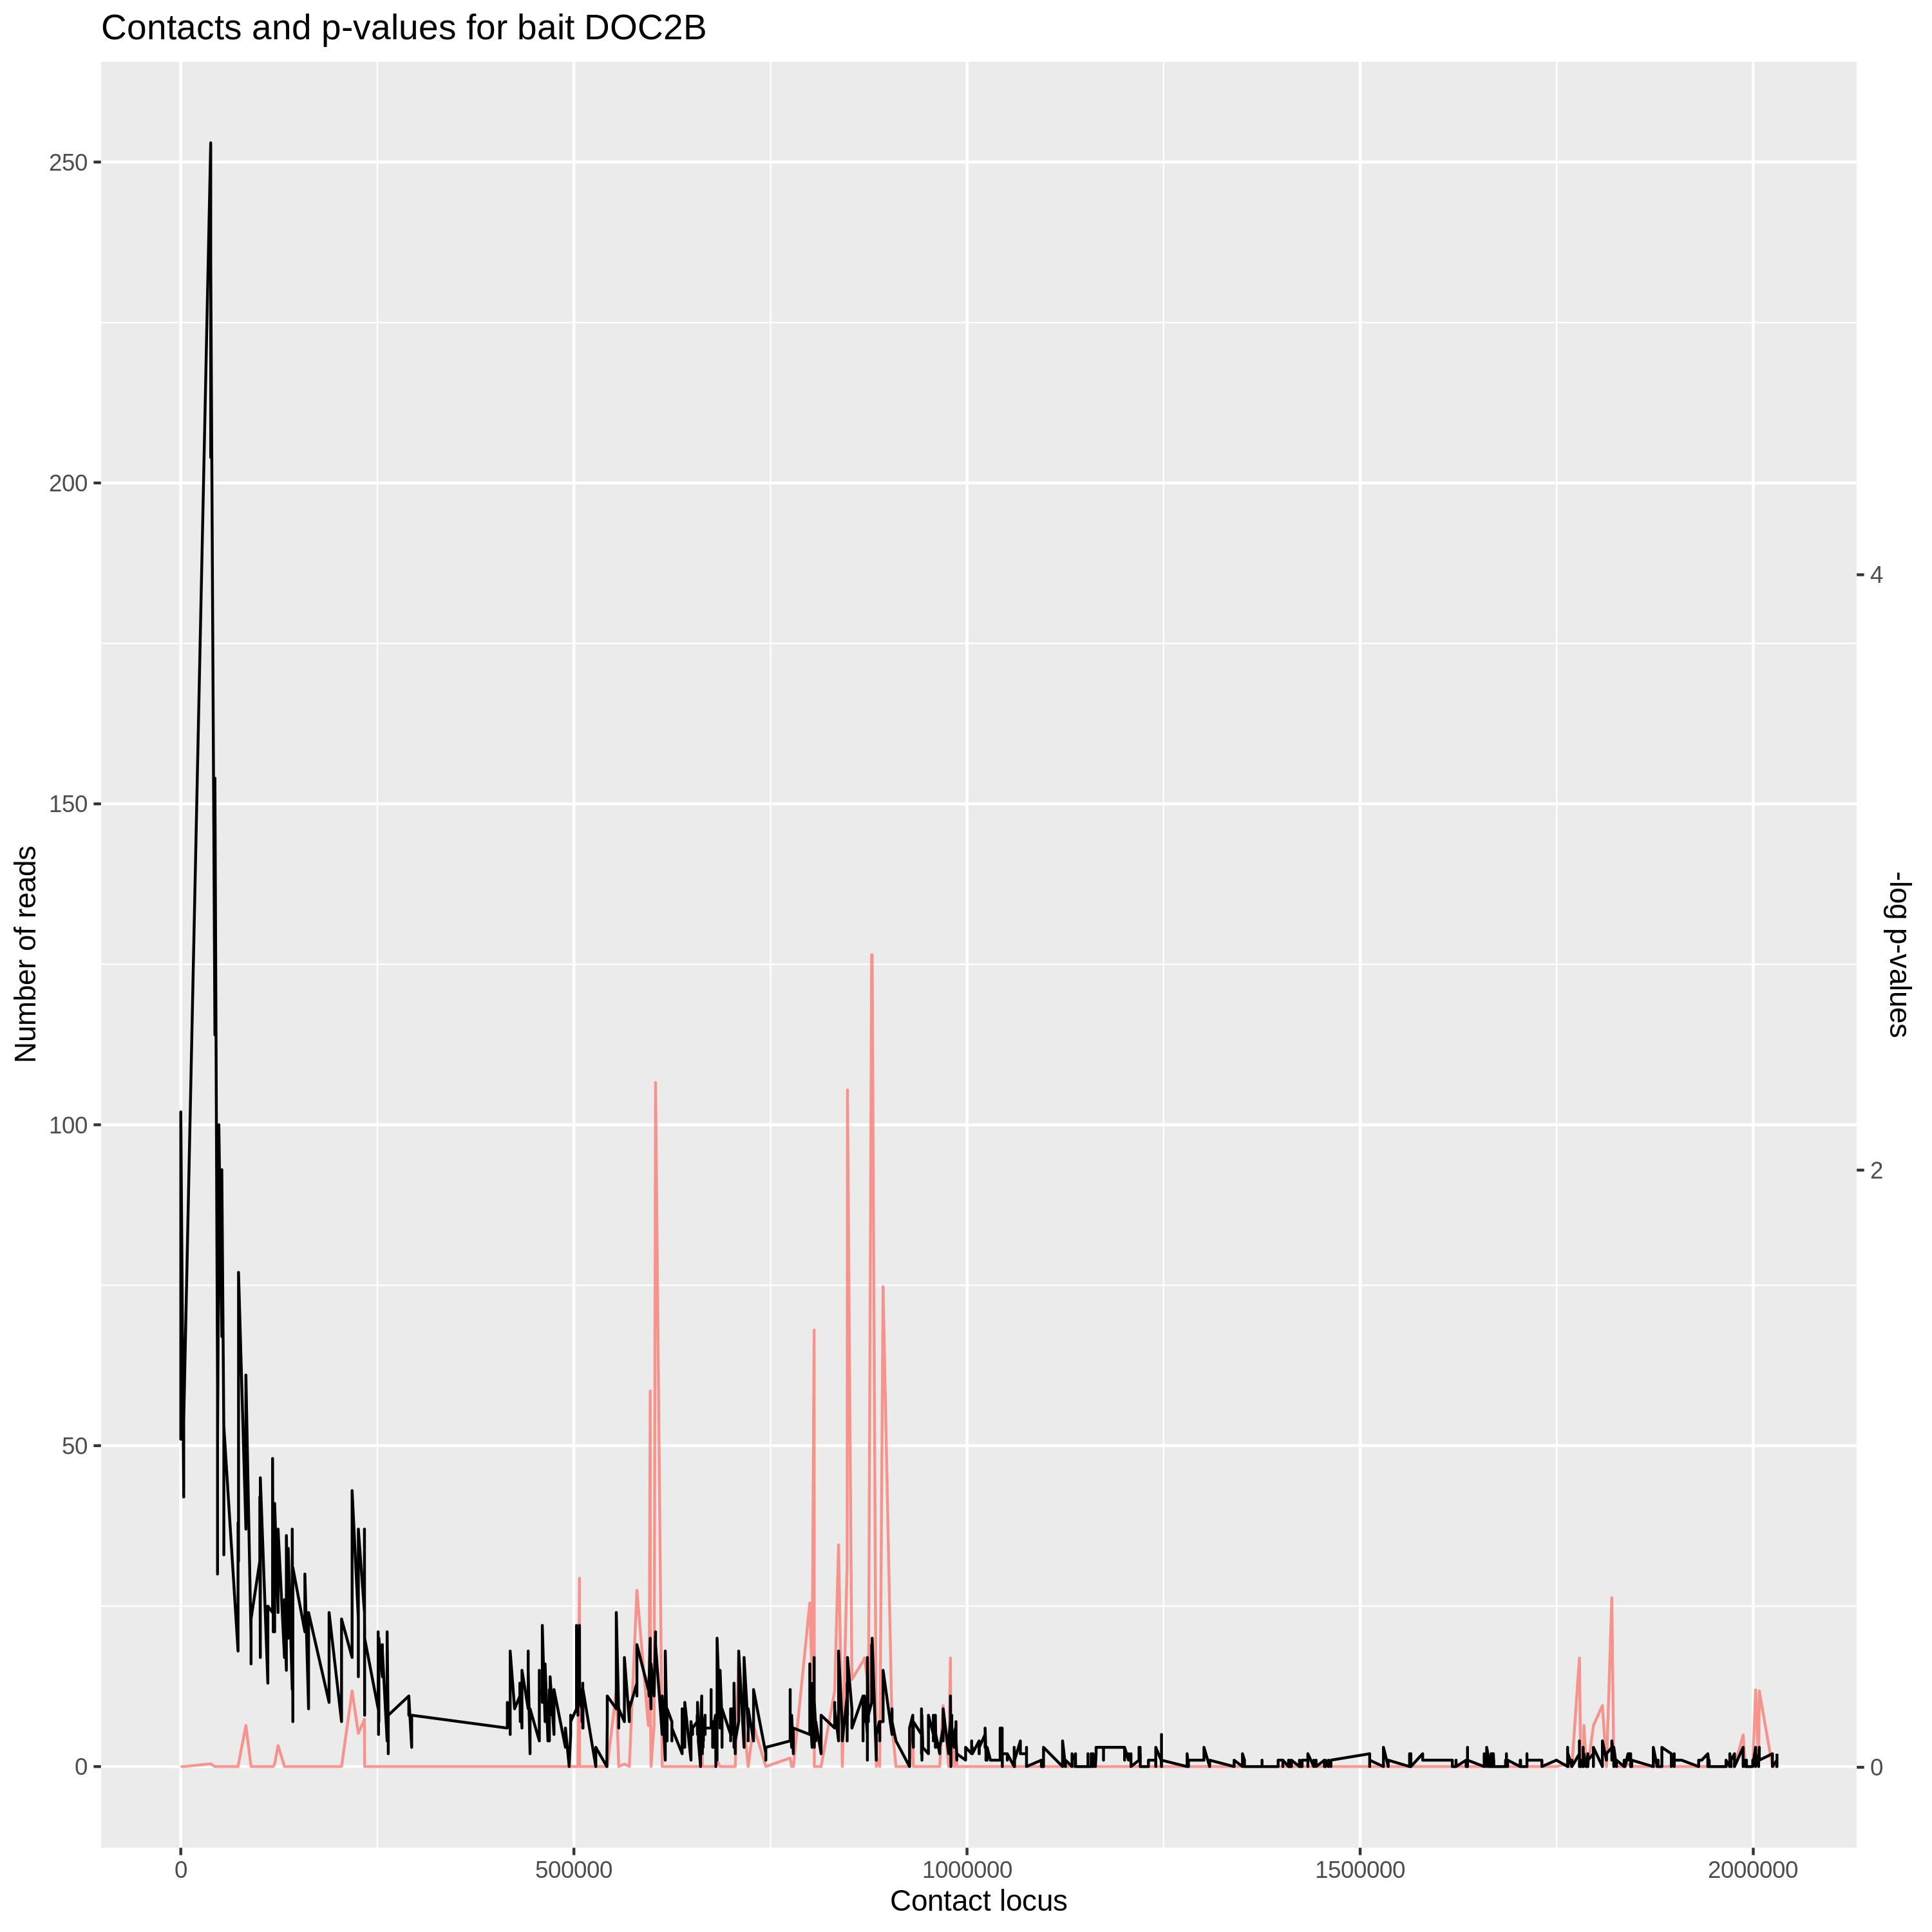 Contacts and p-values for bait DOC2B
Number of reads
250
200
150
100
50
0
4
2
0
-log p-values
0 500000 1000000 1500000 2000000
Contact locus